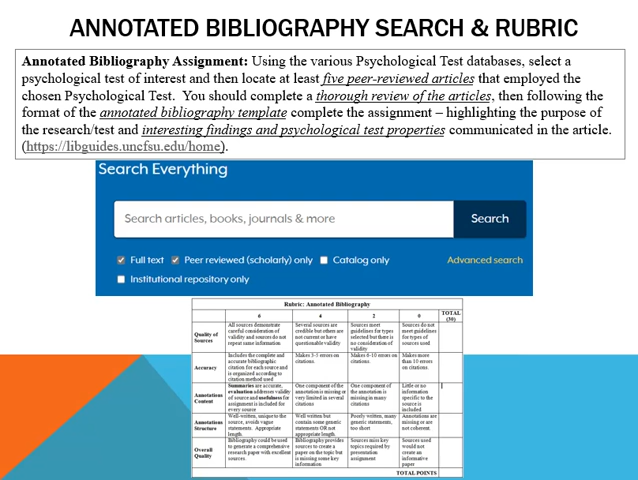 ANNOTATED BIBLIOGRAPHY SEARCH & RUBRIC
Annotated Bibliography Assignment: Using the various Psychological Test databases, select a
psychological test of interest and then locate at least five peer-reviewed articles that employed the
chosen Psychological Test. You should complete a thorough review of the articles, then following the
format of the annotated bibliography template complete the assignment – highlighting the purpose of
the research/test and interesting findings and psychological test properties communicated in the article.
(https://libguides.uncfsu.edu/home).
Search Everything
Search articles, books, journals & more
Search
Full text
Peer reviewed (scholarly) only
Catalog only
Advanced search
Institutional repository only
Rubric: Annotated Bibliography
6
4
2
0
TOTAL
(30)
Quality of
Sources
All sources demonstrate
careful consideration of
validity and sources do not
repeat same information
Several sources are
credible but others are
not current or have
questionable validity
Sources meet
guidelines for types
selected but there is
no consideration of
validity
Sources do not
meet guidelines
for types of
sources used
Accuracy
Includes the complete and
accurate bibliographic
citation for each source and
is organized according to
citation method used
Makes 3-5 errors on
citations.
Makes 6-10 errors on
citations.
Makes more
than 10 errors
on citations.
Annotations
Content
Summaries are accurate,
evaluation addresses validity
of source and usefulness for
assignment is included for
every source
One component of the
annotation is missing or
very limited in several
citations
One component of
the annotation is
missing in many
citations
Little or no
information
specific to the
source is
included
Annotations
Structure
Well-written, unique to the
source, avoids vague
statements. Appropriate
length.
Well written but
contain some generic
statements OR not
appropriate length
Poorly written, many
generic statements,
too short
Annotations are
missing or are
not coherent.
Overall
Quality
Bibliography could be used
to generate a comprehensive
research paper with excellent
sources
Bibliography provides
sources to create a
paper on the topic but
is missing some key
information
Sources miss key
topics required by
presentation
assignment
Sources used
would not
create an
informative
paper
TOTAL POINTS